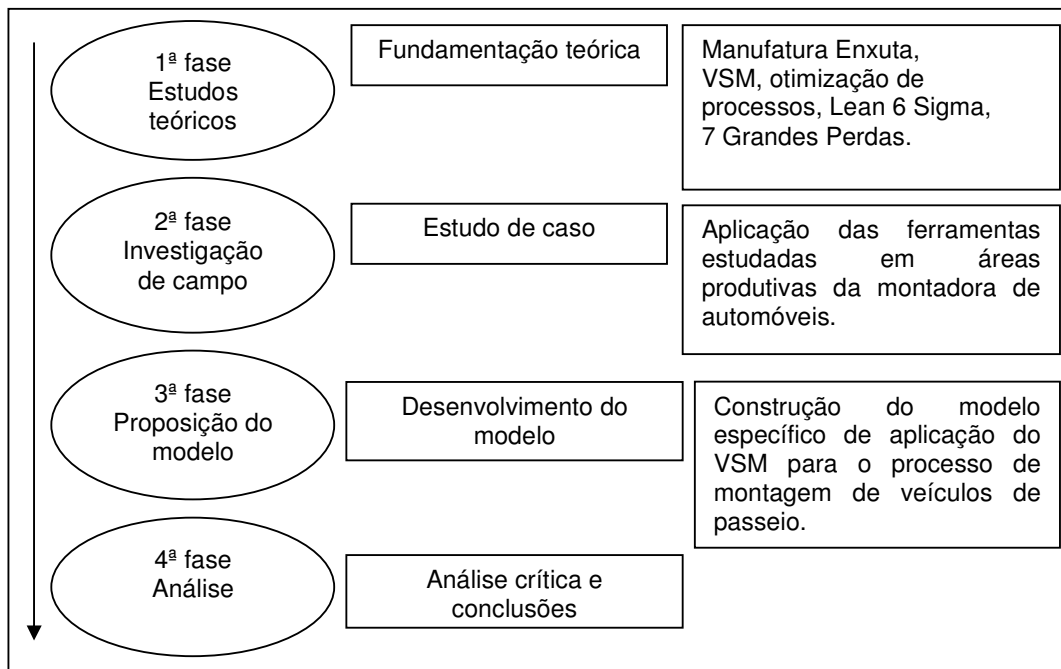 1ª fase
Estudos
teóricos
Fundamentação teórica
Manufatura Enxuta,
VSM, otimização de
processos, Lean 6 Sigma,
7 Grandes Perdas.
2ª fase
Investigação
de campo
Estudo de caso
Aplicação das ferramentas
estudadas em áreas
produtivas da montadora de
automóveis.
3ª fase
Proposição do
modelo
Desenvolvimento do
modelo
Construção do modelo
específico de aplicação do
VSM para o processo de
montagem de veículos de
passeio.
4ª fase
Análise
Análise crítica e
conclusões